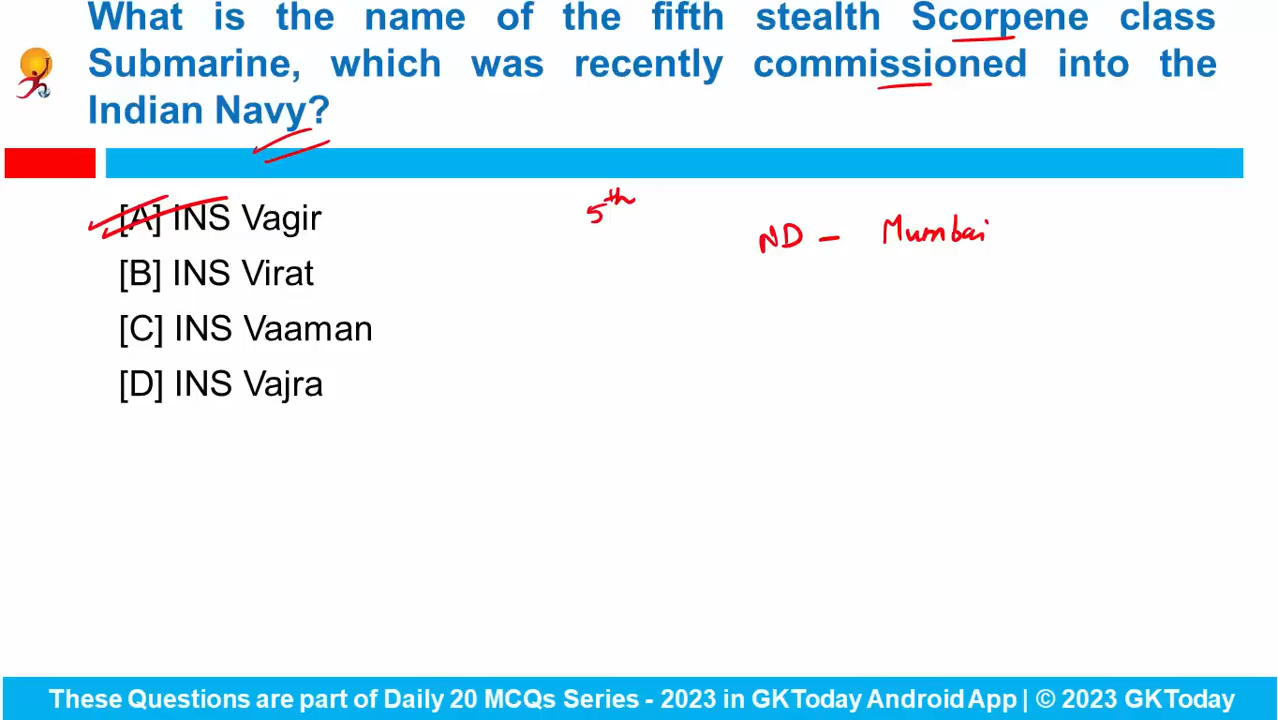 What is the name of the fifth stealth Scorpene class
Submarine, which was recently commissioned into the
Indian Navy?
[A] INS Vagir
5th
ND - Mumbai
[B] INS Virat
[C] INS Vaaman
[D] INS Vajra
These Questions are part of Daily 20 MCQs Series - 2023 in GKToday Android App | © 2023 GKToday